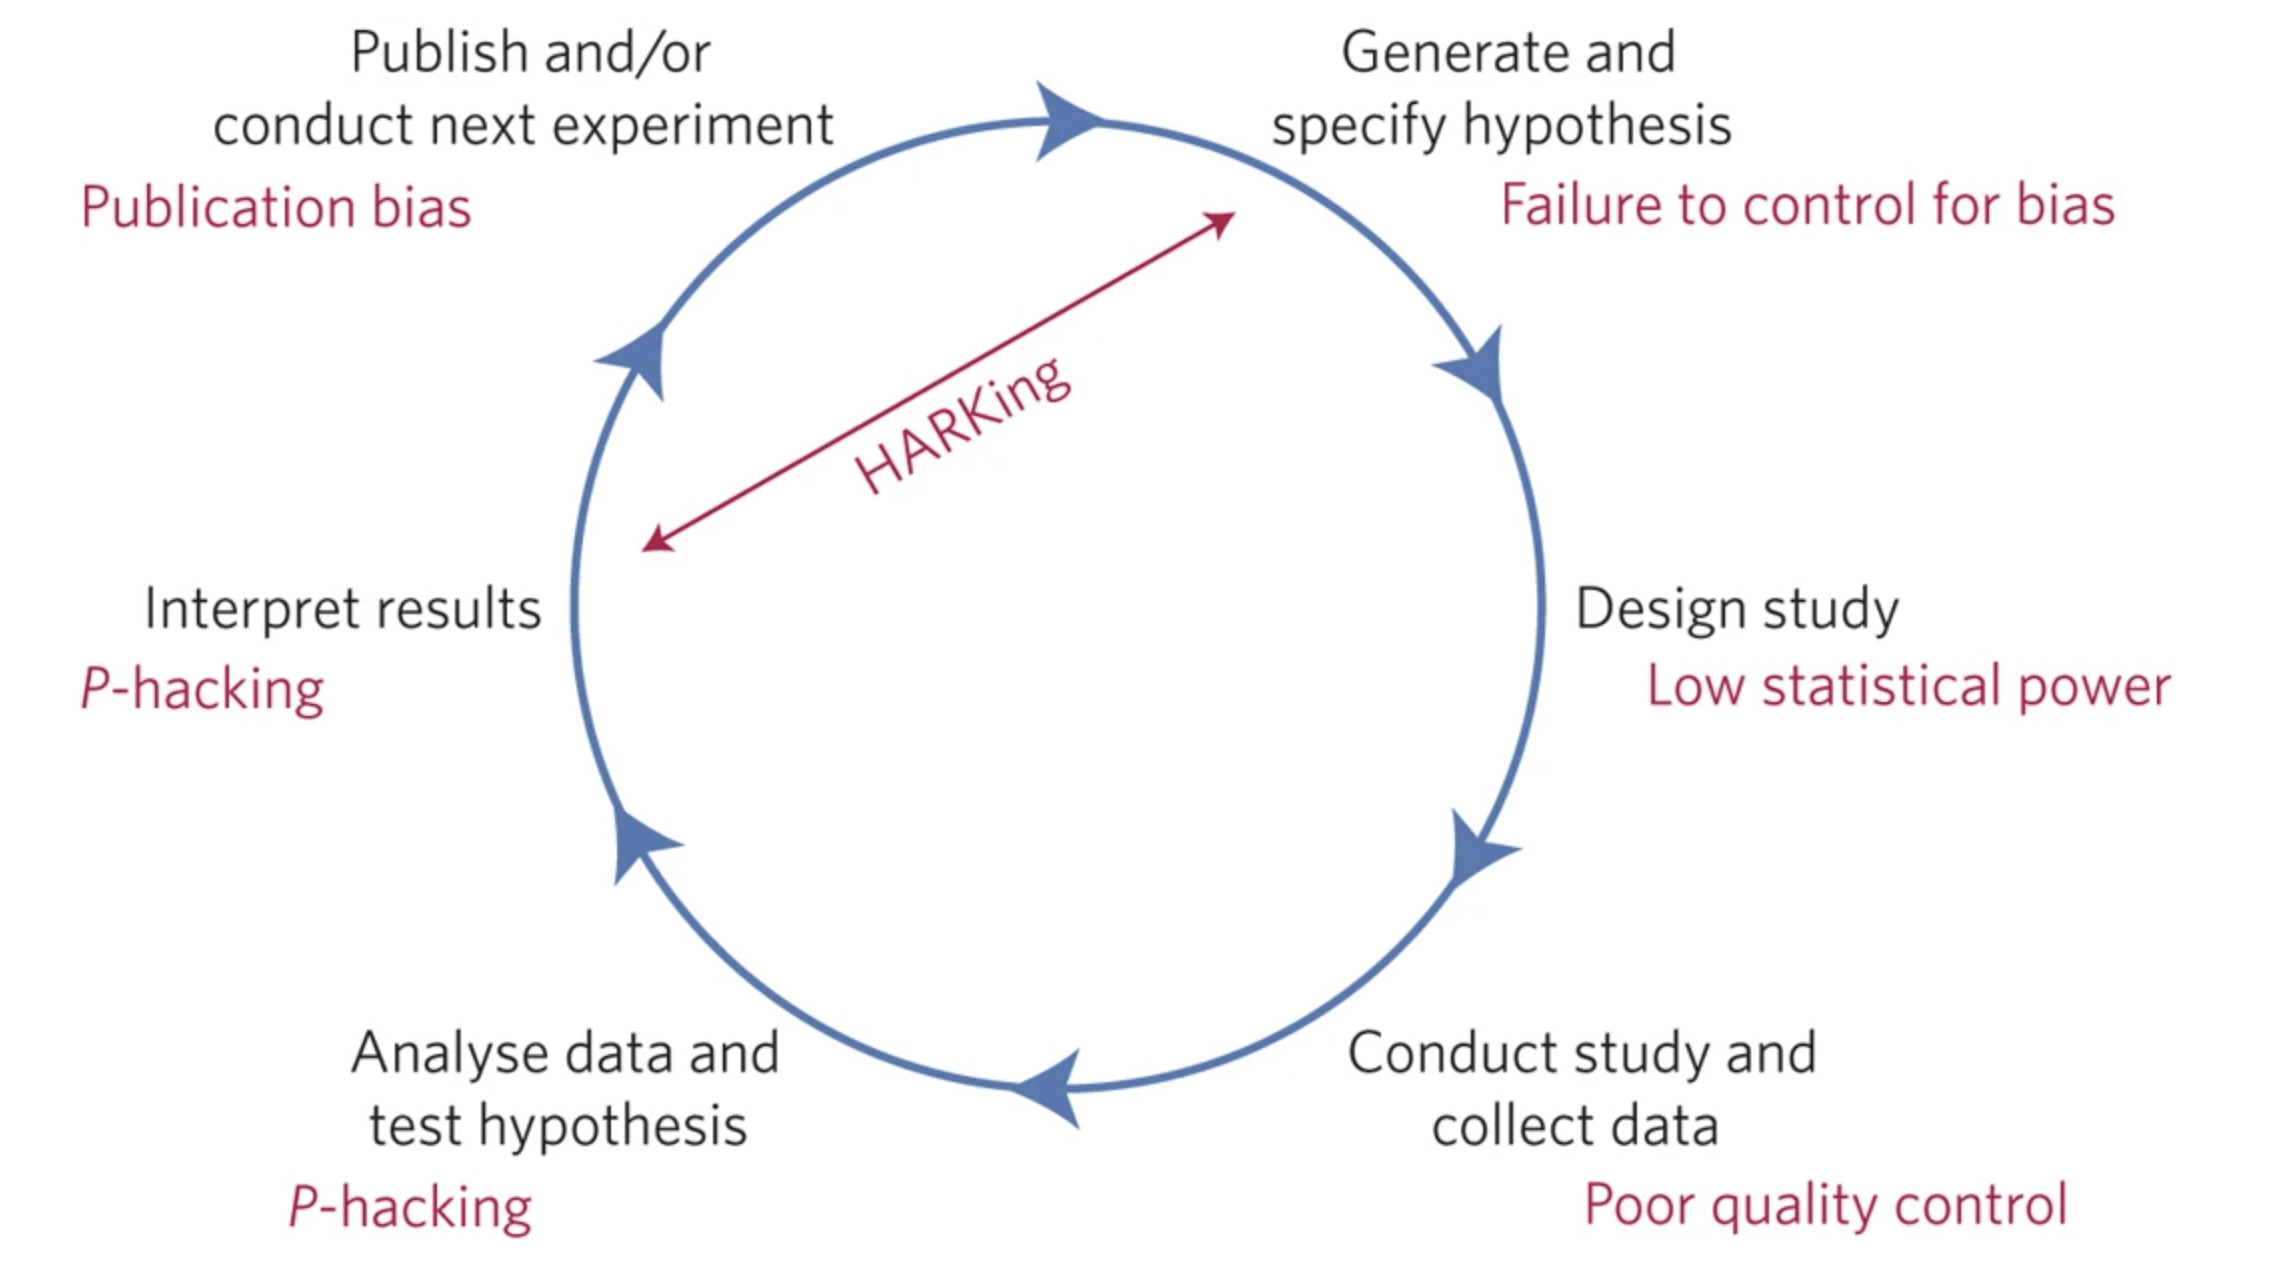 Publish and/or
conduct next experiment
Publication bias
Generate and
specify hypothesis
Failure to control for bias
HARKing
Interpret results
P-hacking
Design study
Low statistical power
Analyse data and
test hypothesis
P-hacking
Conduct study and
collect data
Poor quality control